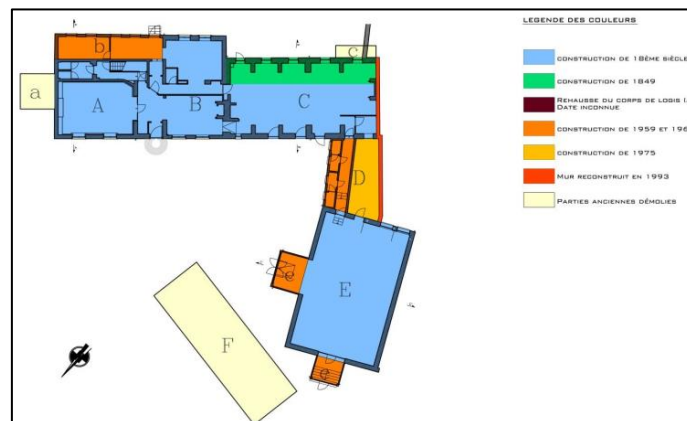 LEGENDE DES COULEURS
CONSTRUCTION DE 18ÈME SIÈCLE
CONSTRUCTION DE 1849
REHAUSSE DU CORPS DE LOGIS
DATE INCONNUE
CONSTRUCTION DE 1959 ET
CONSTRUCTION DE 1975
MUR RECONSTRUIT EN 1993
PARTIES ANCIENNES DÉMOLIES
b
c
a
A
B
C
D
e
E
F
e